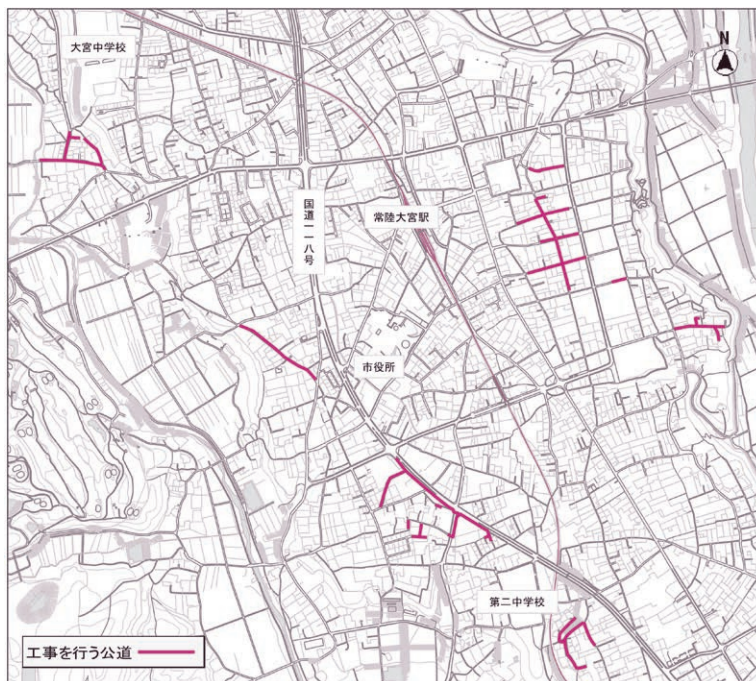 大宮中学校
N
国道一一八号
常陸大宮駅
市役所
第二中学校
工事を行う公道